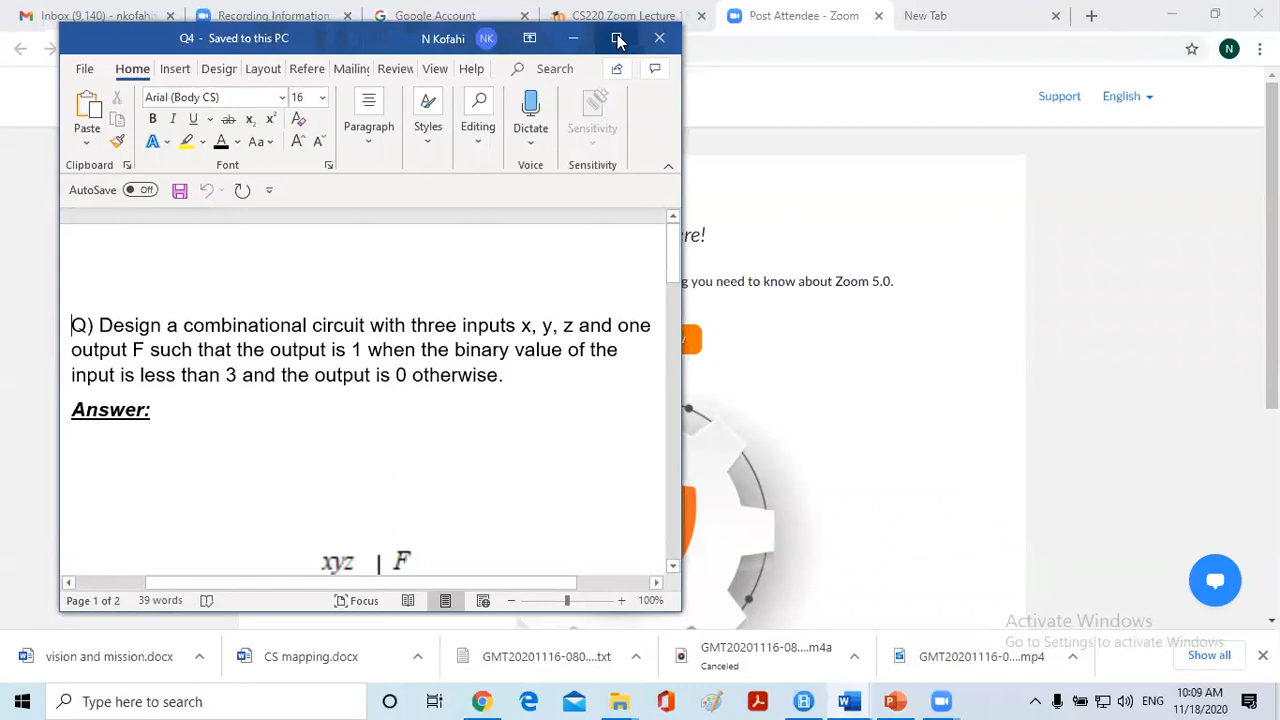 Inbox (940) - nkofahi
Recording Information
Google Account
CS220 Zoom Lecture 1
Post Attendee - Zoom
New Tab
Q4 - Saved to this PC
N Kofahi
NK
File
Home
Insert
Design
Layout
Refere
Mailing
Review
View
Help
Search
Support
English
N
Arial (Body CS)
16
Paste
Paragraph
Styles
Editing
Dictate
Sensitivity
Clipboard
Font
Voice
Sensitivity
AutoSave
Off
ere!
g you need to know about Zoom 5.0.
Q) Design a combinational circuit with three inputs x, y, z and one
output F such that the output is 1 when the binary value of the
input is less than 3 and the output is 0 otherwise.
Answer:
xyz | F
Page 1 of 2
39 words
Focus
100%
Activate Windows
Go to Settings to activate Windows.
vision and mission.docx
CS mapping.docx
GMT20201116-080....txt
GMT20201116-08....m4a
Canceled
GMT20201116-0....mp4
Show all
Type here to search
ENG
10:09 AM
11/18/2020